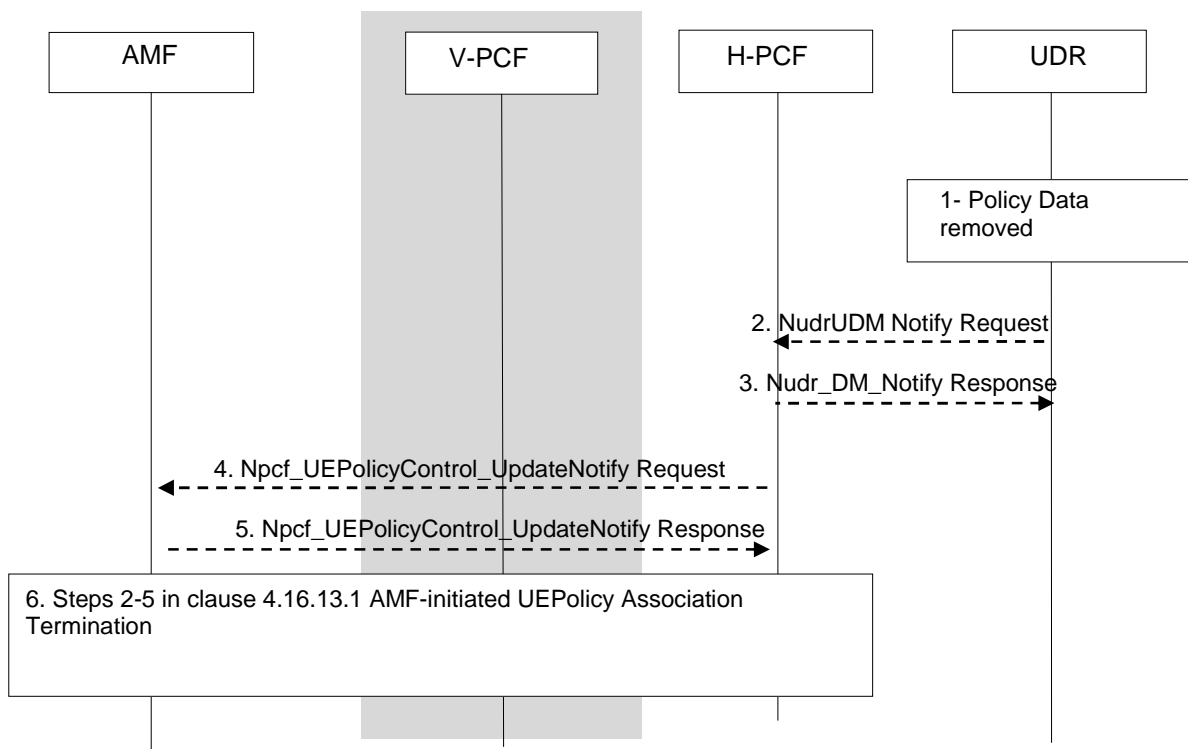 AMF
V-PCF
H-PCF
UDR
1- Policy Data
removed
2. NudrUDM Notify Request
3. Nudr_DM_Notify Response
4. Npcf_UEPolicyControl_UpdateNotify Request
5. Npcf_UEPolicyControl_UpdateNotify Response
6. Steps 2-5 in clause 4.16.13.1 AMF-initiated UEPolicy Association
Termination